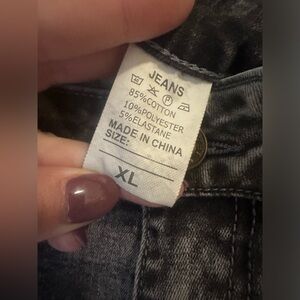 JEANS
85%COTTON
10%POLYESTER
5%ELASTANE
MADE IN CHINA
SIZE:
XL